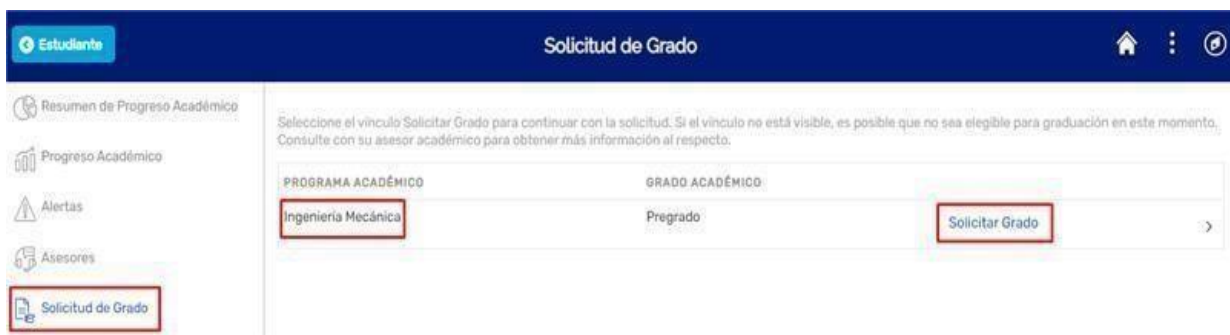 Estudiante
Solicitud de Grado
Resumen de Progreso Académico
Progreso Académico
Alertas
Asesores
Solicitud de Grado
Seleccione el vínculo Solicitar Grado para continuar con la solicitud. Si el vínculo no está visible, es posible que no sea elegible para graduación en este momento.
Consulte con su asesor académico para obtener más información al respecto.
PROGRAMA ACADÉMICO GRADO ACADÉMICO
Ingeniería Mecánica Pregrado Solicitar Grado